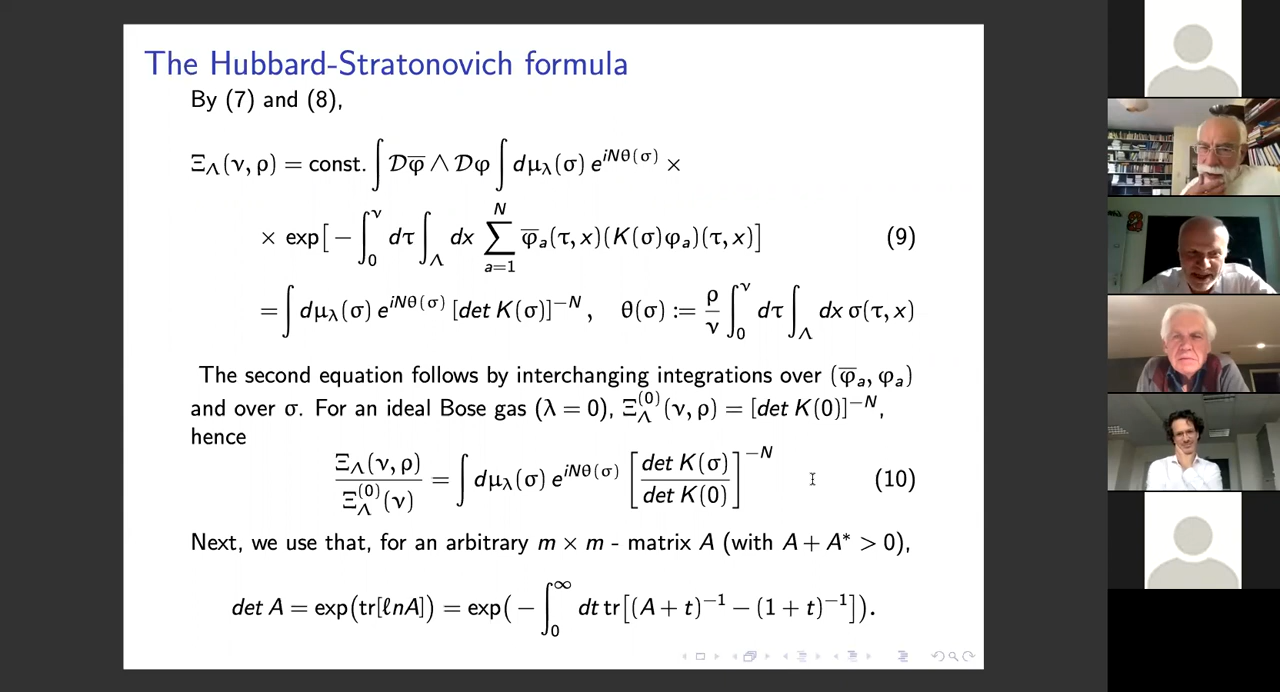 The Hubbard-Stratonovich formula
By (7) and (8),
Ξ_Λ(ν, ρ) = const. ∫ 𝒟φ̅ ∧ 𝒟φ ∫ dμ_λ(σ) e^{iNθ(σ)} ×
× exp[ − ∫_0^ν dτ ∫_Λ dx ∑_{a=1}^N φ̅_a(τ, x)(K(σ)φ_a)(τ, x)] (9)
= ∫ dμ_λ(σ) e^{iNθ(σ)} [det K(σ)]^{−N} , θ(σ) := ρ/ν ∫_0^ν dτ ∫_Λ dx σ(τ, x)
The second equation follows by interchanging integrations over (φ̅_a, φ_a)
and over σ. For an ideal Bose gas (λ = 0), Ξ_Λ^{(0)}(ν, ρ) = [det K(0)]^{−N},
hence
Ξ_Λ(ν, ρ)/Ξ_Λ^{(0)}(ν) = ∫ dμ_λ(σ) e^{iNθ(σ)} [det K(σ)/det K(0)]^{−N} (10)
Next, we use that, for an arbitrary m × m - matrix A (with A + A* > 0),
det A = exp(tr[ℓnA]) = exp( − ∫_0^∞ dt tr[(A + t)^{−1} − (1 + t)^{−1}]).